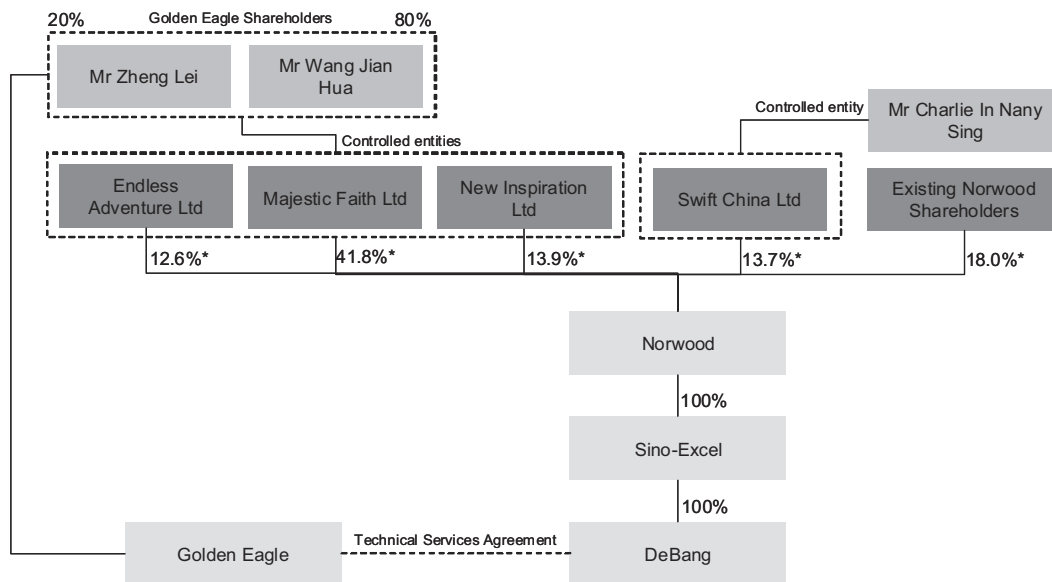 20%
Golden Eagle Shareholders
80%
Mr Zheng Lei
Mr Wang Jian
Hua
Controlled entity
Mr Charlie In Nany
Sing
Controlled entities
Endless
Adventure Ltd
Majestic Faith Ltd
New Inspiration
Ltd
Swift China Ltd
Existing Norwood
Shareholders
12.6%*
41.8%*
13.9%*
13.7%*
18.0%*
Norwood
100%
Sino-Excel
100%
Golden Eagle
Technical Services Agreement
DeBang